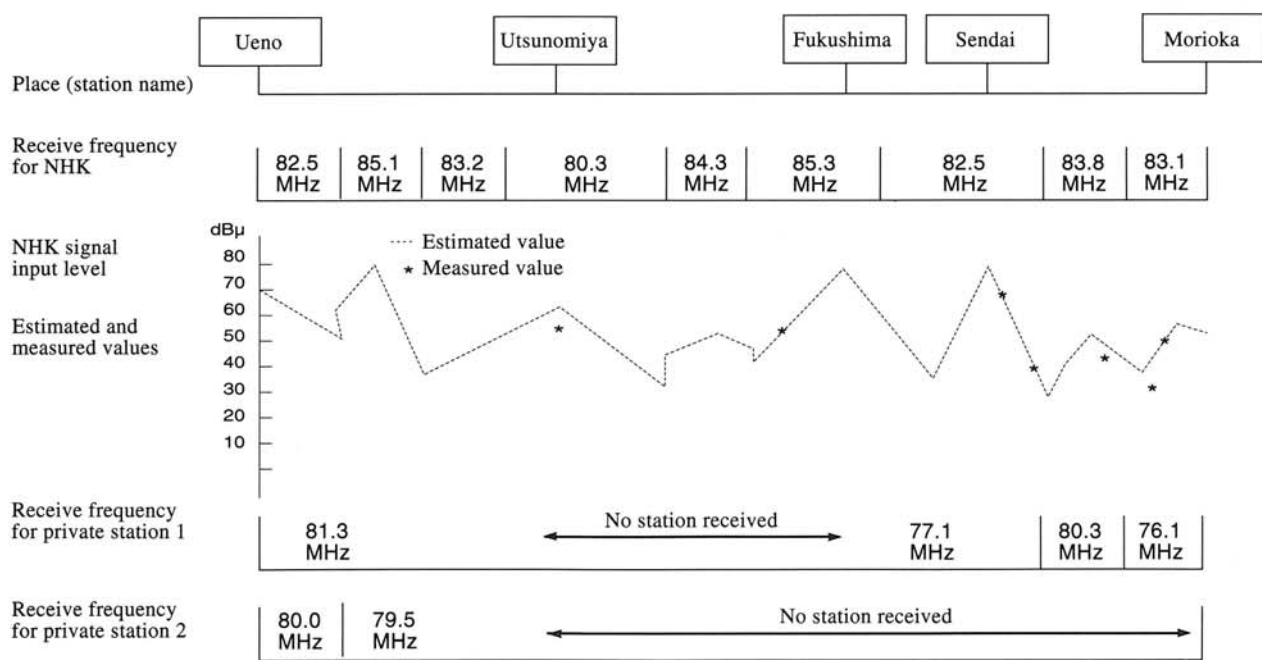 Ueno
Utsunomiya
Fukushima
Sendai
Morioka
Place (station name)
Receive frequency
for NHK
82.5
MHz
85.1
MHz
83.2
MHz
80.3
MHz
84.3
MHz
85.3
MHz
82.5
MHz
83.8
MHz
83.1
MHz
NHK signal
input level
Estimated and
measured values
dBµ
80
70
60
50
40
30
20
10
Estimated value
★ Measured value
Receive frequency
for private station 1
81.3
MHz
No station received
77.1
MHz
80.3
MHz
76.1
MHz
Receive frequency
for private station 2
80.0
MHz
79.5
MHz
No station received